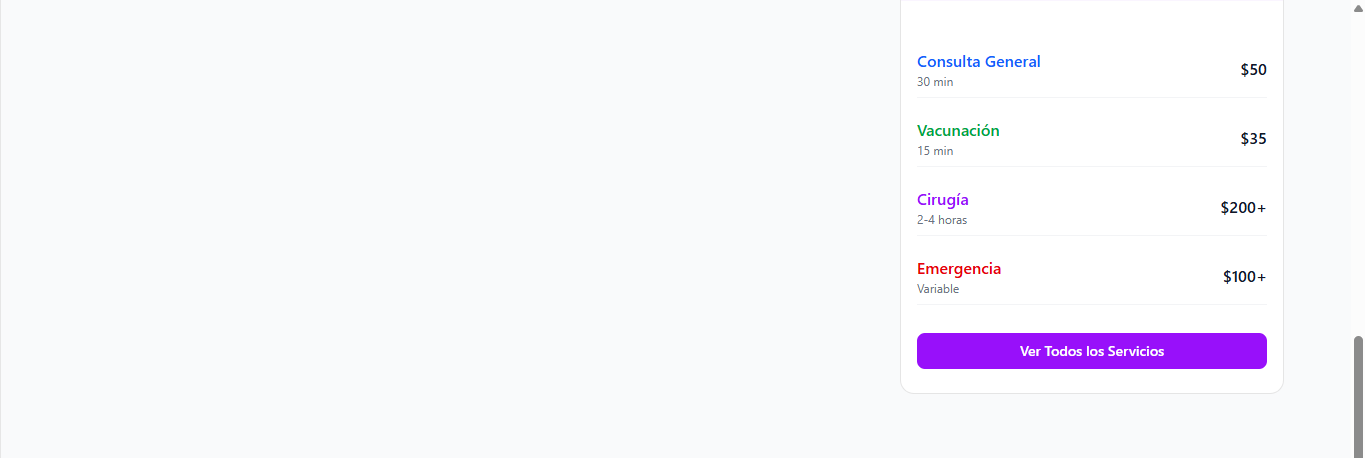 Consulta General
30 min
$50
Vacunación
15 min
$35
Cirugía
2-4 horas
$200+
Emergencia
Variable
$100+
Ver Todos los Servicios